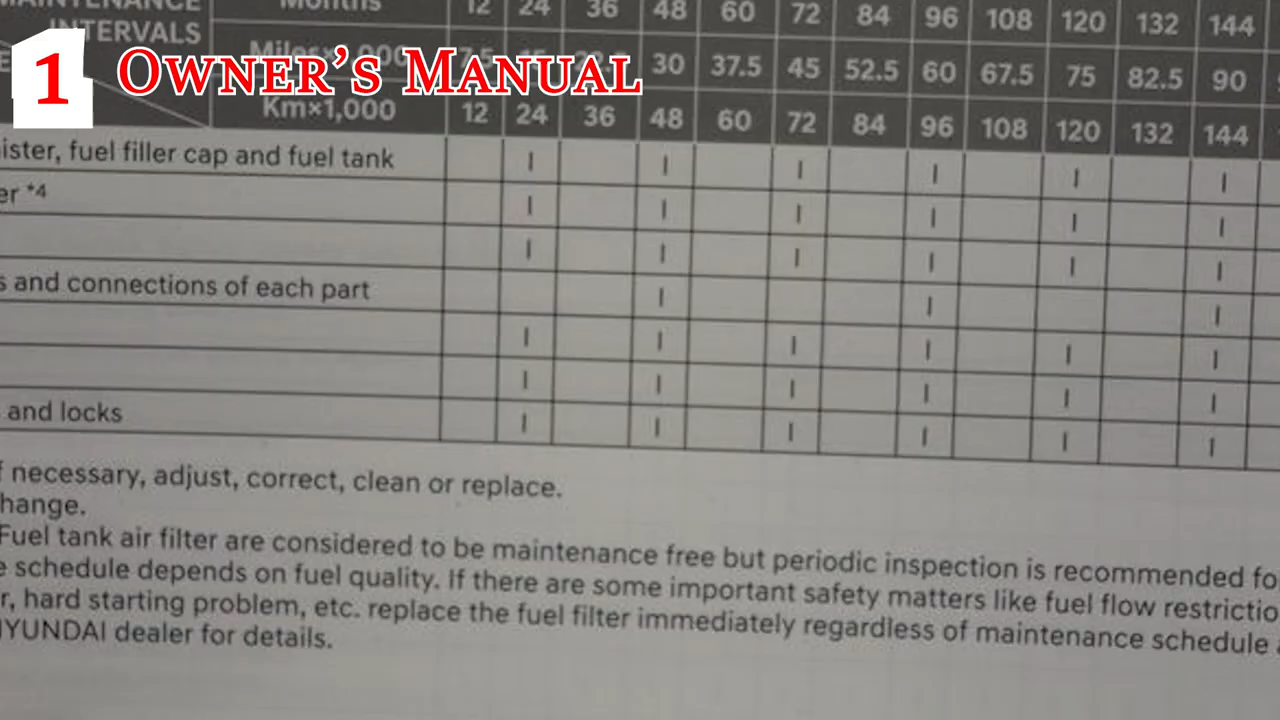 MAINTENANCE Months 12 24 36 48 60 72 84 96 108 120 132 144
INTERVALS Miles×1,000 30 37.5 45 52.5 60 67.5 75 82.5 90
1 OWNER'S MANUAL
Km×1,000 12 24 36 48 60 72 84 96 108 120 132 144
ister, fuel filler cap and fuel tank I I I I I I
er *4 I I I I I I
I I I I I I
s and connections of each part I I I
I I I I I I
I I I I I I
and locks I I I I I I
f necessary, adjust, correct, clean or replace.
hange.
Fuel tank air filter are considered to be maintenance free but periodic inspection is recommended fo
e schedule depends on fuel quality. If there are some important safety matters like fuel flow restrictio
r, hard starting problem, etc. replace the fuel filter immediately regardless of maintenance schedule a
HYUNDAI dealer for details.